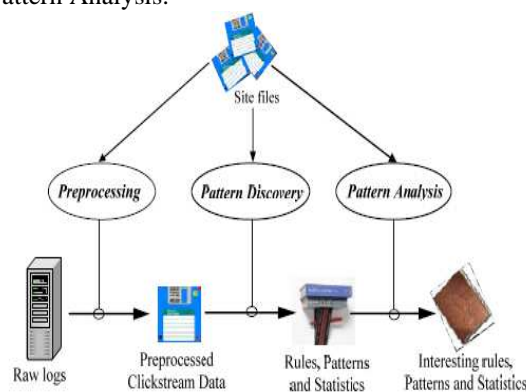 Pattern Analysis.
Site files
Preprocessing
Pattern Discovery
Pattern Analysis
Raw logs
Preprocessed
Clickstream Data
Rules, Patterns
and Statistics
Interesting rules,
Patterns and Statistics